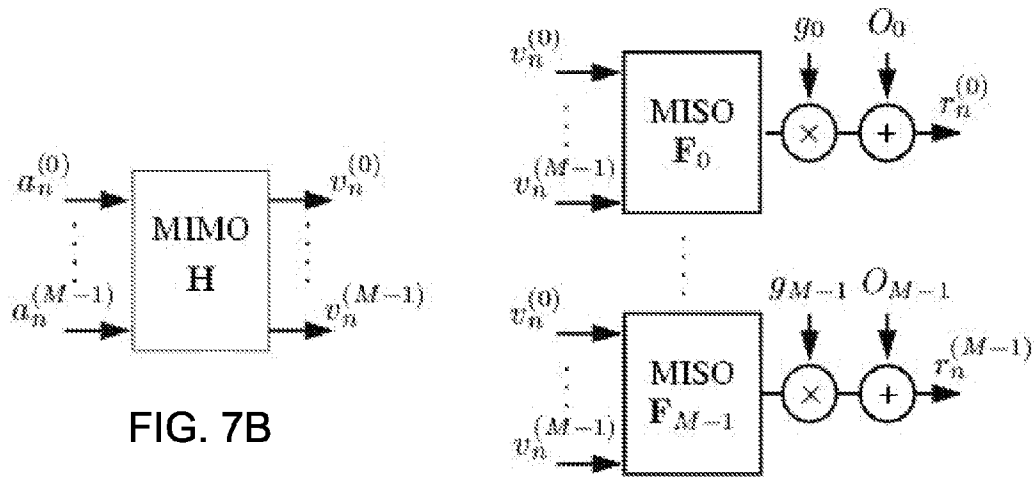 a_n^{(0)}
a_n^{(M-1)}
MIMO
H
v_n^{(0)}
v_n^{(M-1)}
FIG. 7B
v_n^{(0)}
v_n^{(M-1)}
MISO
F_0
g_0
O_0
×
+
r_n^{(0)}
v_n^{(0)}
v_n^{(M-1)}
MISO
F_{M-1}
g_{M-1}
O_{M-1}
×
+
r_n^{(M-1)}